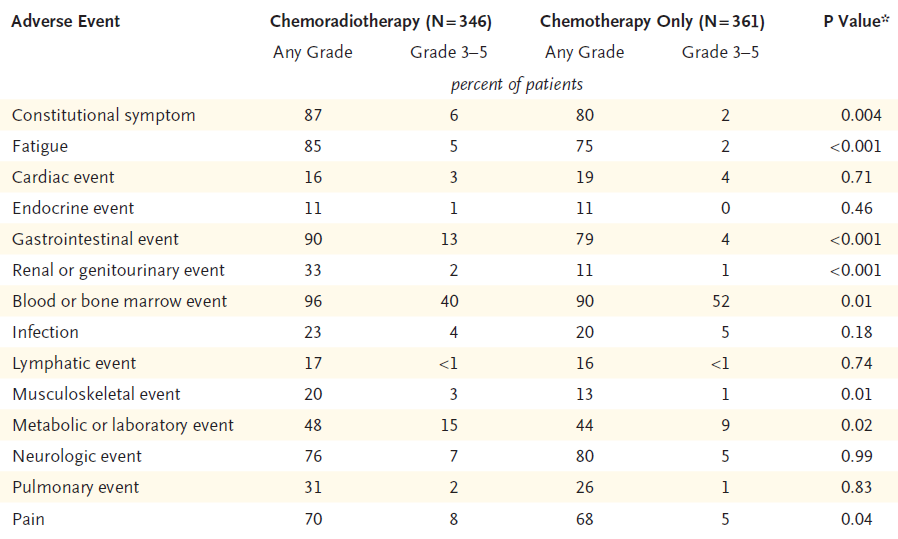 Adverse Event Chemoradiotherapy (N=346) Chemotherapy Only (N=361) P Value*
Any Grade Grade 3–5 Any Grade Grade 3–5
percent of patients
Constitutional symptom 87 6 80 2 0.004
Fatigue 85 5 75 2 <0.001
Cardiac event 16 3 19 4 0.71
Endocrine event 11 1 11 0 0.46
Gastrointestinal event 90 13 79 4 <0.001
Renal or genitourinary event 33 2 11 1 <0.001
Blood or bone marrow event 96 40 90 52 0.01
Infection 23 4 20 5 0.18
Lymphatic event 17 <1 16 <1 0.74
Musculoskeletal event 20 3 13 1 0.01
Metabolic or laboratory event 48 15 44 9 0.02
Neurologic event 76 7 80 5 0.99
Pulmonary event 31 2 26 1 0.83
Pain 70 8 68 5 0.04